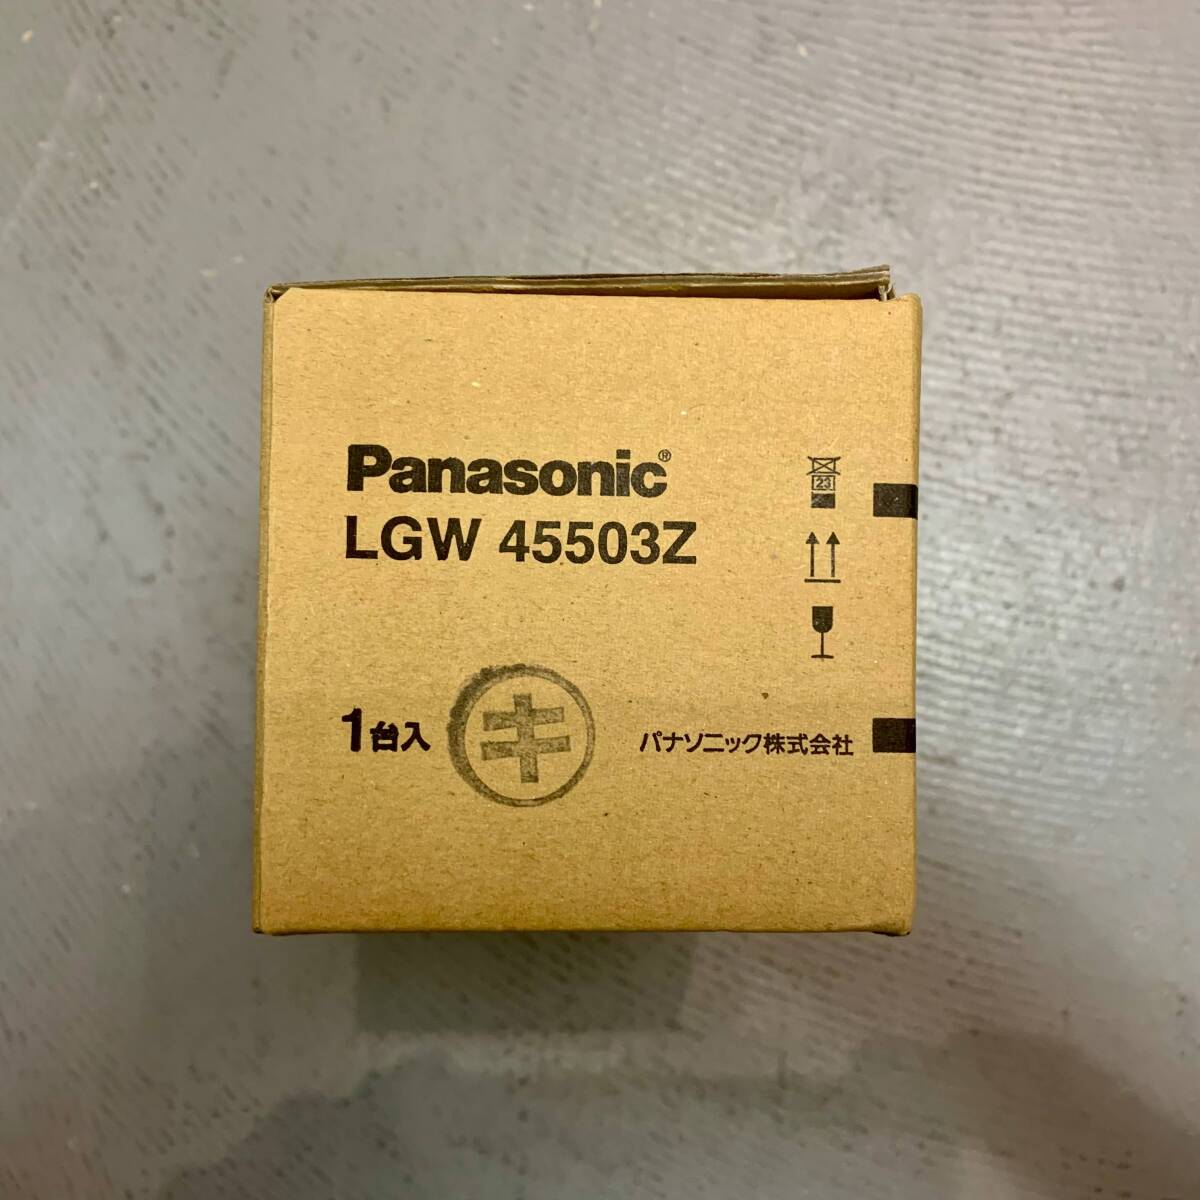 Panasonic®
LGW 45503Z
23
1台入
キ
パナソニック株式会社